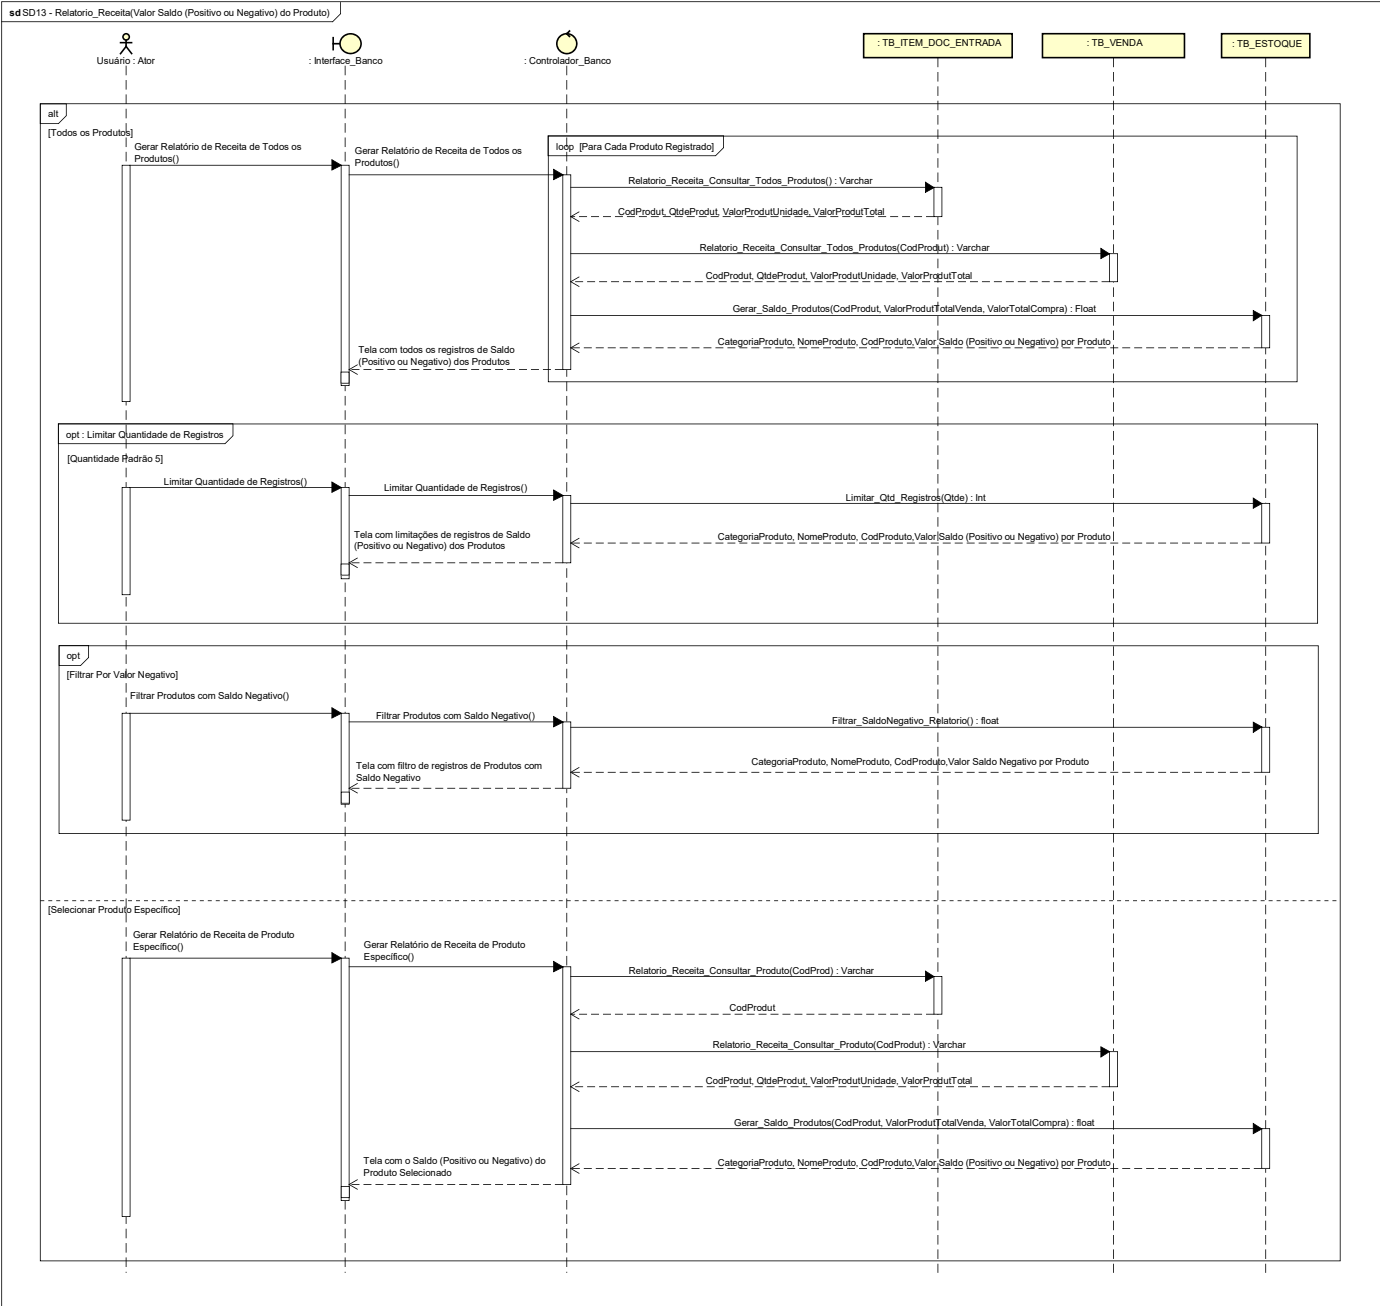 sd SD13 - Relatorio_Receita(Valor Saldo (Positivo ou Negativo) do Produto)
Usuário : Ator
: Interface_Banco
: Controlador_Banco
: TB_ITEM_DOC_ENTRADA
: TB_VENDA
: TB_ESTOQUE
alt
[Todos os Produtos]
Gerar Relatório de Receita de Todos os
Produtos()
Gerar Relatório de Receita de Todos os
Produtos()
loop [Para Cada Produto Registrado]
Relatorio_Receita_Consultar_Todos_Produtos() : Varchar
CodProdut, QtdeProdut, ValorProdutUnidade, ValorProdutTotal
Relatorio_Receita_Consultar_Todos_Produtos(CodProdut) : Varchar
CodProdut, QtdeProdut, ValorProdutUnidade, ValorProdutTotal
Gerar_Saldo_Produtos(CodProdut, ValorProdutTotalVenda, ValorTotalCompra) : Float
CategoriaProduto, NomeProduto, CodProduto,Valor Saldo (Positivo ou Negativo) por Produto
Tela com todos os registros de Saldo
(Positivo ou Negativo) dos Produtos
opt : Limitar Quantidade de Registros
[Quantidade Padrão 5]
Limitar Quantidade de Registros()
Limitar Quantidade de Registros()
Limitar_Qtd_Registros(Qtde) : Int
CategoriaProduto, NomeProduto, CodProduto,Valor Saldo (Positivo ou Negativo) por Produto
Tela com limitações de registros de Saldo
(Positivo ou Negativo) dos Produtos
opt
[Filtrar Por Valor Negativo]
Filtrar Produtos com Saldo Negativo()
Filtrar Produtos com Saldo Negativo()
Filtrar_SaldoNegativo_Relatorio() : float
CategoriaProduto, NomeProduto, CodProduto,Valor Saldo Negativo por Produto
Tela com filtro de registros de Produtos com
Saldo Negativo
[Selecionar Produto Específico]
Gerar Relatório de Receita de Produto
Específico()
Gerar Relatório de Receita de Produto
Específico()
Relatorio_Receita_Consultar_Produto(CodProd) : Varchar
CodProdut
Relatorio_Receita_Consultar_Produto(CodProdut) : Varchar
CodProdut, QtdeProdut, ValorProdutUnidade, ValorProdutTotal
Gerar_Saldo_Produtos(CodProdut, ValorProdutTotalVenda, ValorTotalCompra) : float
CategoriaProduto, NomeProduto, CodProduto,Valor Saldo (Positivo ou Negativo) por Produto
Tela com o Saldo (Positivo ou Negativo) do
Produto Selecionado